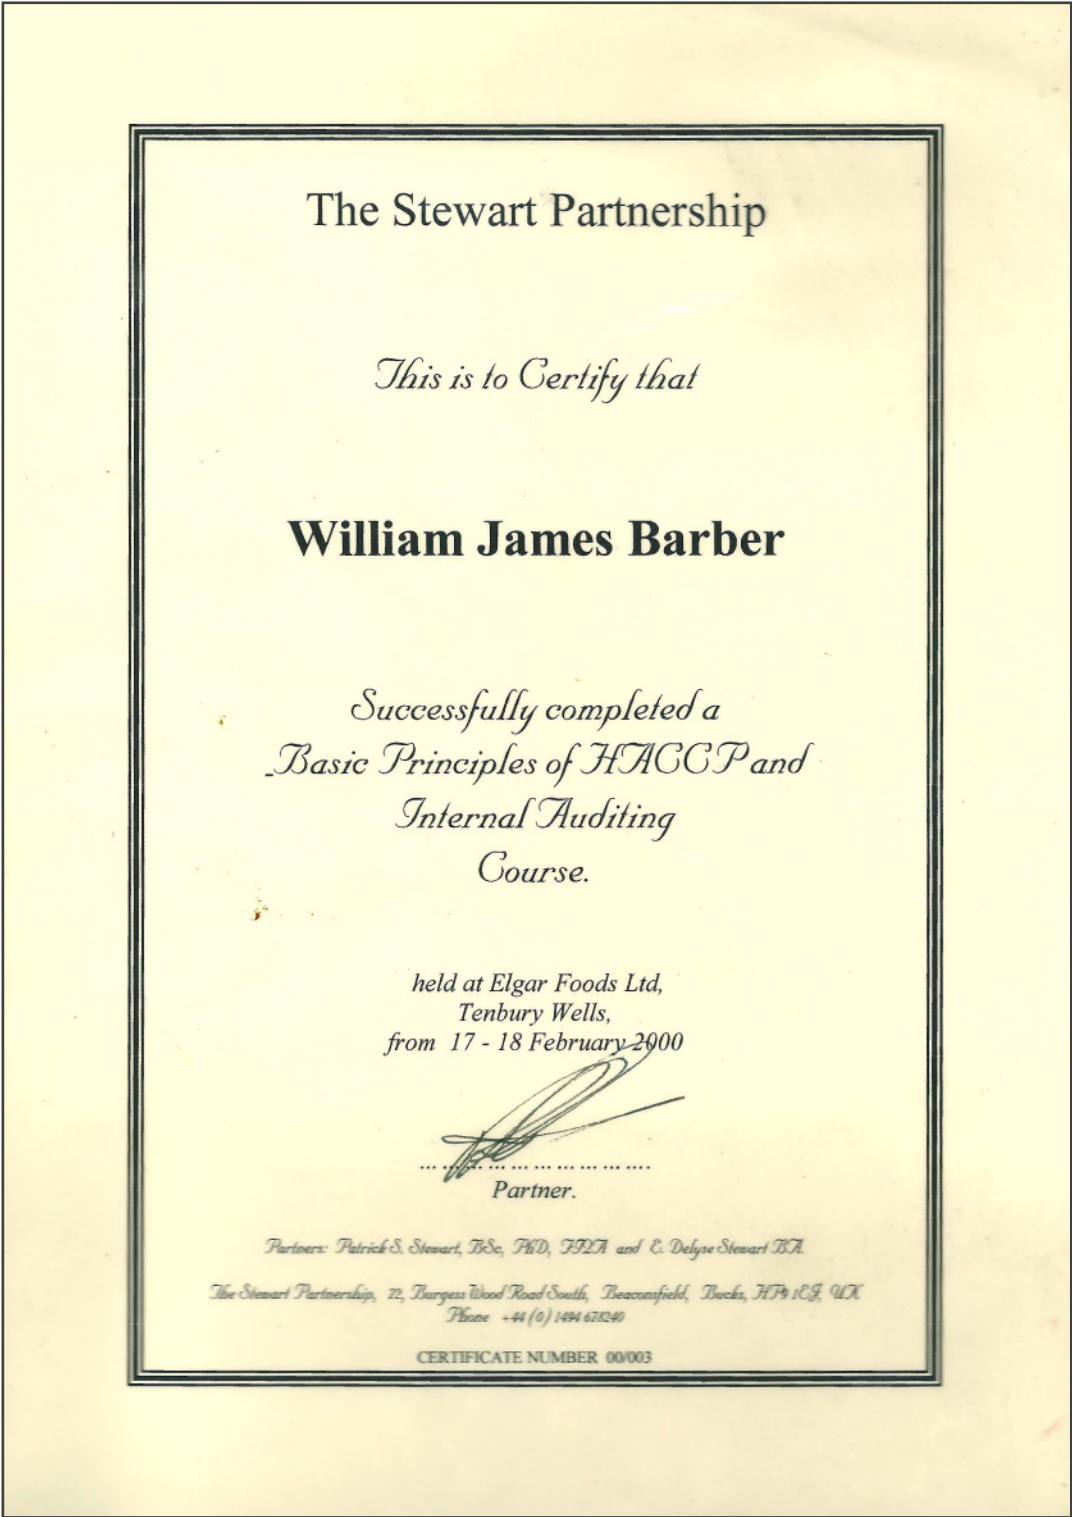 The Stewart Partnership
This is to Certify that
William James Barber
Successfully completed a
Basic Principles of HACCP and
Internal Auditing
Course.
held at Elgar Foods Ltd,
Tenbury Wells,
from 17 - 18 February 2000
Partner.
Partners: Patrick S. Stewart, BSc, PhD, and E. Delyse Stewart BA
The Stewart Partnership, 72, Burgess Wood Road South, Beaconsfield, Bucks, HP9 1EJ, UK
Phone +44 (0) 1494 678240
CERTIFICATE NUMBER 00/003